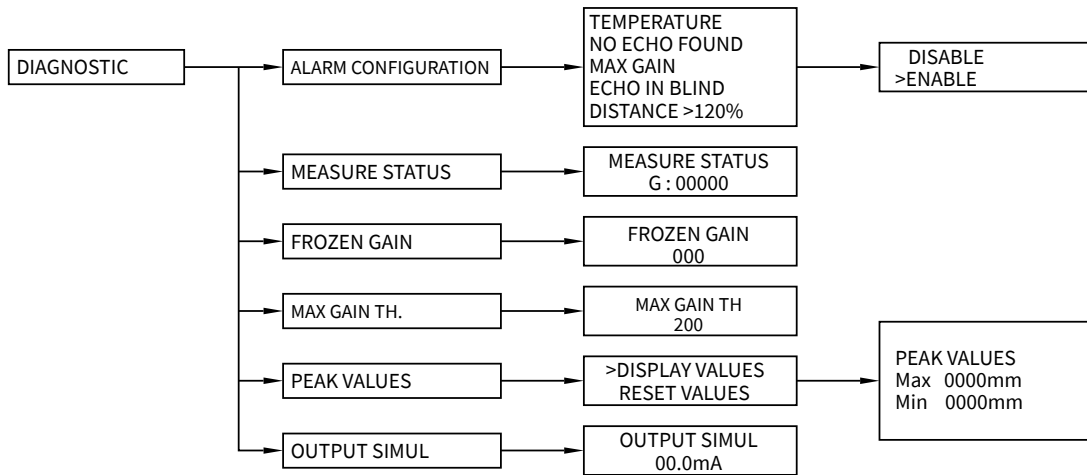 DIAGNOSTIC
ALARM CONFIGURATION
TEMPERATURE
NO ECHO FOUND
MAX GAIN
ECHO IN BLIND
DISTANCE >120%
DISABLE
>ENABLE
MEASURE STATUS
MEASURE STATUS
G : 00000
FROZEN GAIN
FROZEN GAIN
000
MAX GAIN TH.
MAX GAIN TH
200
PEAK VALUES
>DISPLAY VALUES
RESET VALUES
PEAK VALUES
Max 0000mm
Min 0000mm
OUTPUT SIMUL
OUTPUT SIMUL
00.0mA